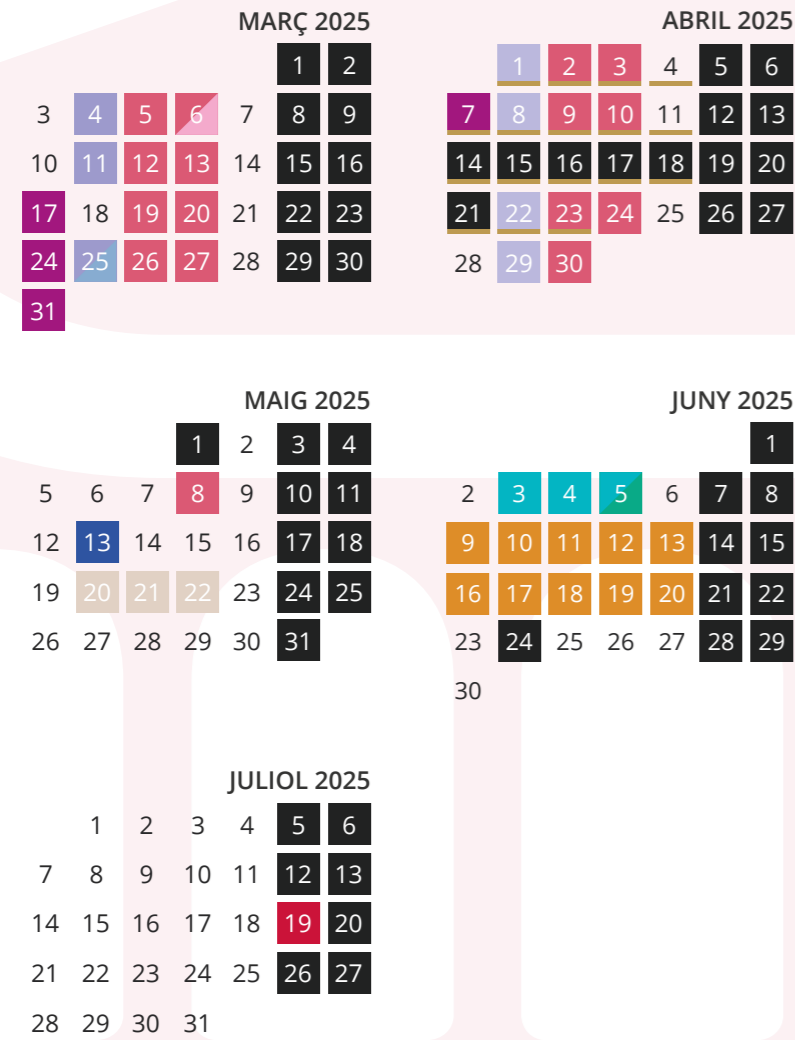 MARÇ 2025
1 2
3 4 5 6 7 8 9
10 11 12 13 14 15 16
17 18 19 20 21 22 23
24 25 26 27 28 29 30
31
ABRIL 2025
1 2 3 4 5 6
7 8 9 10 11 12 13
14 15 16 17 18 19 20
21 22 23 24 25 26 27
28 29 30
MAIG 2025
1 2 3 4
5 6 7 8 9 10 11
12 13 14 15 16 17 18
19 20 21 22 23 24 25
26 27 28 29 30 31
JUNY 2025
1
2 3 4 5 6 7 8
9 10 11 12 13 14 15
16 17 18 19 20 21 22
23 24 25 26 27 28 29
30
JULIOL 2025
1 2 3 4 5 6
7 8 9 10 11 12 13
14 15 16 17 18 19 20
21 22 23 24 25 26 27
28 29 30 31